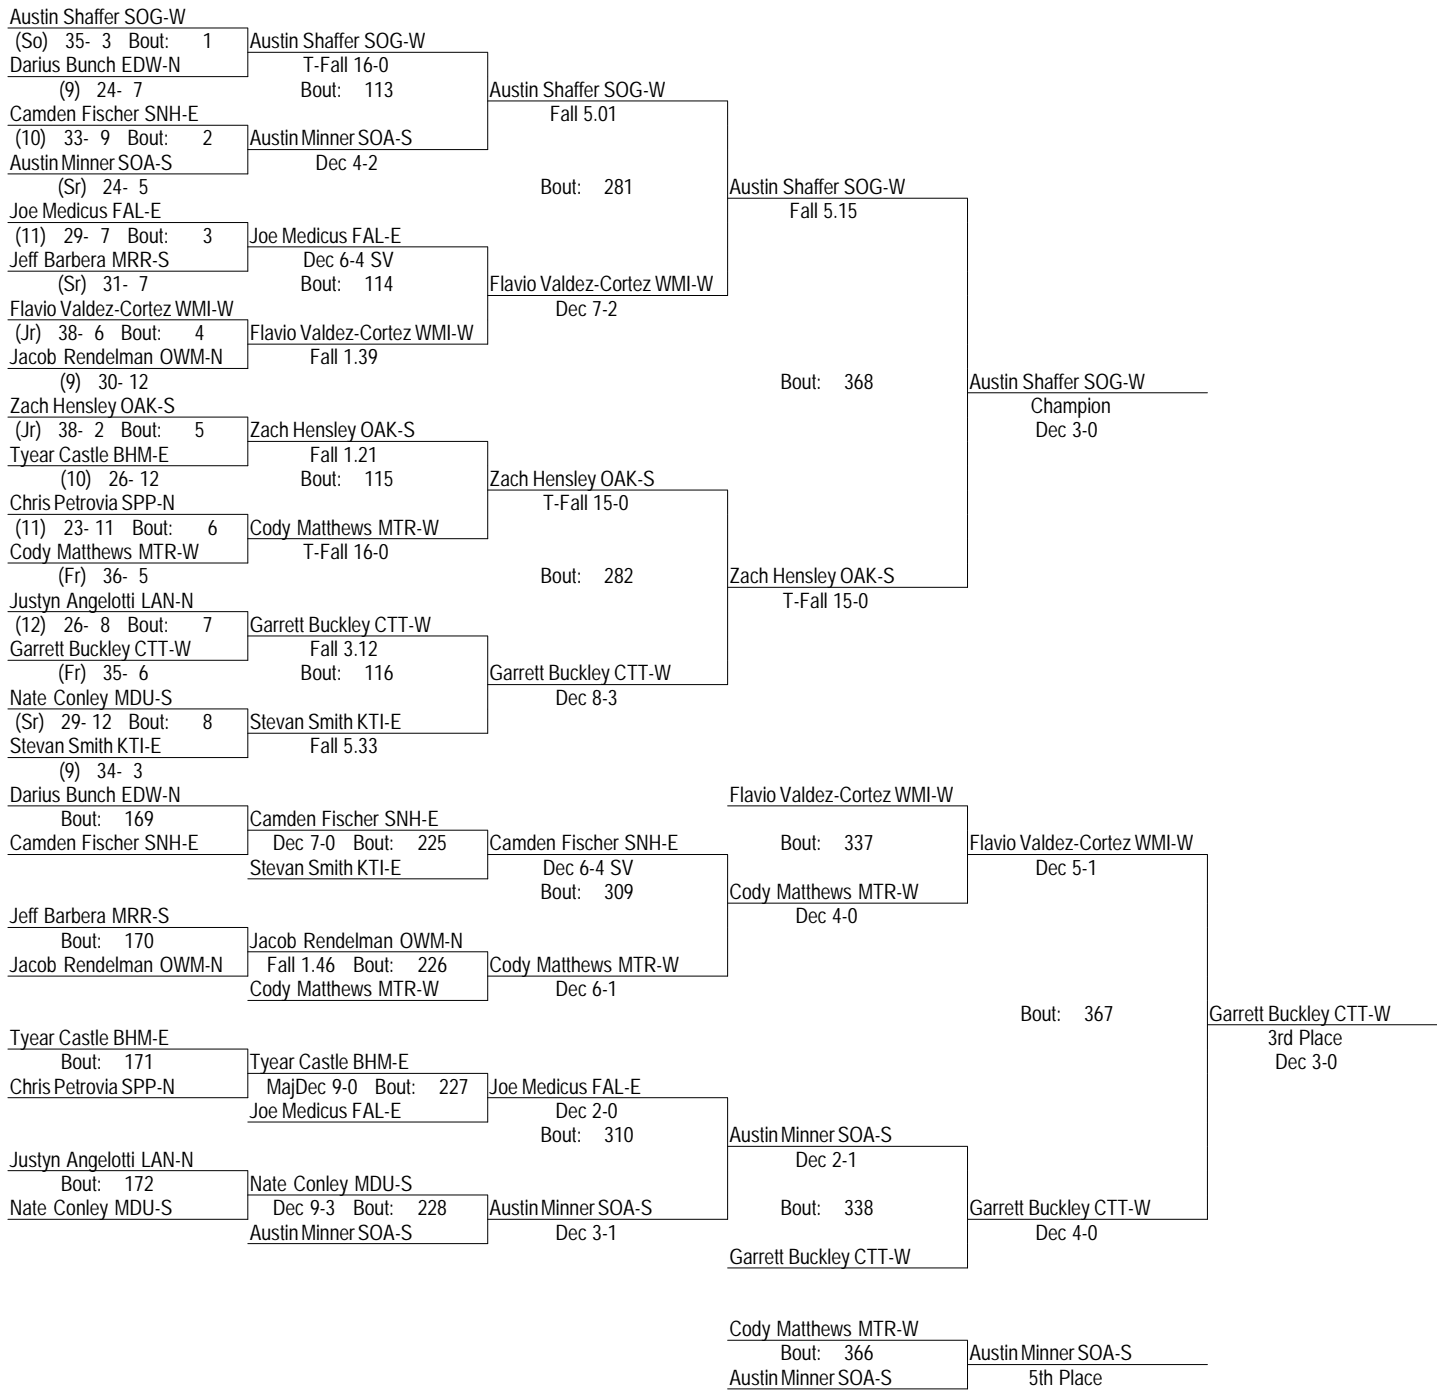 Austin Shaffer SOG-W
(So) 35- 3 Bout: 1 Austin Shaffer SOG-W
Darius Bunch EDW-N T-Fall 16-0
(9) 24- 7 Bout: 113 Austin Shaffer SOG-W
Camden Fischer SNH-E Fall 5.01
(10) 33- 9 Bout: 2 Austin Minner SOA-S
Austin Minner SOA-S Dec 4-2
(Sr) 24- 5 Bout: 281 Austin Shaffer SOG-W
Joe Medicus FAL-E Fall 5.15
(11) 29- 7 Bout: 3 Joe Medicus FAL-E
Jeff Barbera MRR-S Dec 6-4 SV
(Sr) 31- 7 Bout: 114 Flavio Valdez-Cortez WMI-W
Flavio Valdez-Cortez WMI-W Dec 7-2
(Jr) 38- 6 Bout: 4 Flavio Valdez-Cortez WMI-W
Jacob Rendelman OWM-N Fall 1.39
(9) 30- 12 Bout: 368 Austin Shaffer SOG-W
Zach Hensley OAK-S Champion
(Jr) 38- 2 Bout: 5 Zach Hensley OAK-S Dec 3-0
Tyear Castle BHM-E Fall 1.21
(10) 26- 12 Bout: 115 Zach Hensley OAK-S
Chris Petrovia SPP-N T-Fall 15-0
(11) 23- 11 Bout: 6 Cody Matthews MTR-W
Cody Matthews MTR-W T-Fall 16-0
(Fr) 36- 5 Bout: 282 Zach Hensley OAK-S
Justyn Angelotti LAN-N T-Fall 15-0
(12) 26- 8 Bout: 7 Garrett Buckley CTT-W
Garrett Buckley CTT-W Fall 3.12
(Fr) 35- 6 Bout: 116 Garrett Buckley CTT-W
Nate Conley MDU-S Dec 8-3
(Sr) 29- 12 Bout: 8 Stevan Smith KTI-E
Stevan Smith KTI-E Fall 5.33
(9) 34- 3
Darius Bunch EDW-N Flavio Valdez-Cortez WMI-W
Bout: 169 Camden Fischer SNH-E
Camden Fischer SNH-E Dec 7-0 Bout: 225 Camden Fischer SNH-E Bout: 337 Flavio Valdez-Cortez WMI-W
Stevan Smith KTI-E Dec 6-4 SV Dec 5-1
Bout: 309 Cody Matthews MTR-W
Jeff Barbera MRR-S Dec 4-0
Bout: 170 Jacob Rendelman OWM-N
Jacob Rendelman OWM-N Fall 1.46 Bout: 226 Cody Matthews MTR-W
Cody Matthews MTR-W Dec 6-1
Bout: 367 Garrett Buckley CTT-W
Tyear Castle BHM-E 3rd Place
Bout: 171 Tyear Castle BHM-E Dec 3-0
Chris Petrovia SPP-N MajDec 9-0 Bout: 227 Joe Medicus FAL-E
Joe Medicus FAL-E Dec 2-0
Bout: 310 Austin Minner SOA-S
Justyn Angelotti LAN-N Dec 2-1
Bout: 172 Nate Conley MDU-S
Nate Conley MDU-S Dec 9-3 Bout: 228 Austin Minner SOA-S Bout: 338 Garrett Buckley CTT-W
Austin Minner SOA-S Dec 3-1 Dec 4-0
Garrett Buckley CTT-W
Cody Matthews MTR-W
Bout: 366 Austin Minner SOA-S
Austin Minner SOA-S 5th Place